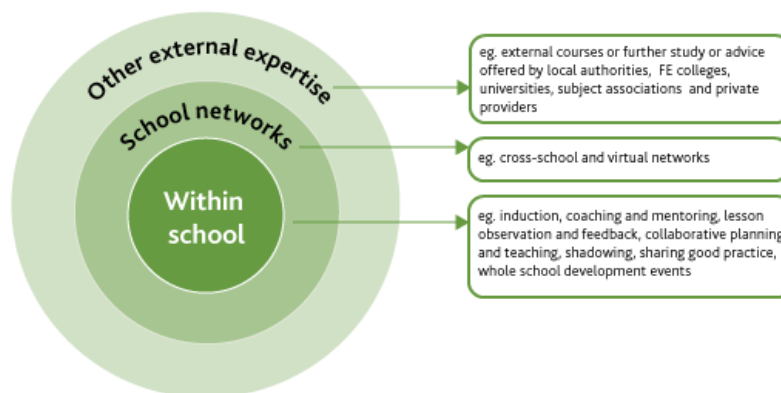 Other external expertise
School networks
Within
school
eg. external courses or further study or advice
offered by local authorities, FE colleges,
universities, subject associations and private
providers
eg. cross-school and virtual networks
eg. induction, coaching and mentoring, lesson
observation and feedback, collaborative planning
and teaching, shadowing, sharing good practice,
whole school development events